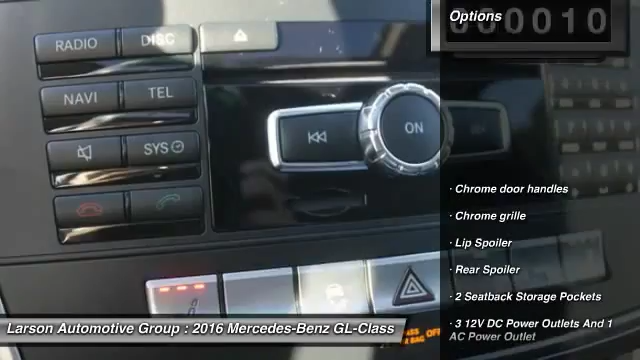 Options
000010
RADIO
DISC
NAVI
TEL
SYS
ON
· Chrome door handles
· Chrome grille
· Lip Spoiler
· Rear Spoiler
· 2 Seatback Storage Pockets
· 3 12V DC Power Outlets And 1
AC Power Outlet
Larson Automotive Group : 2016 Mercedes-Benz GL-Class
OFF